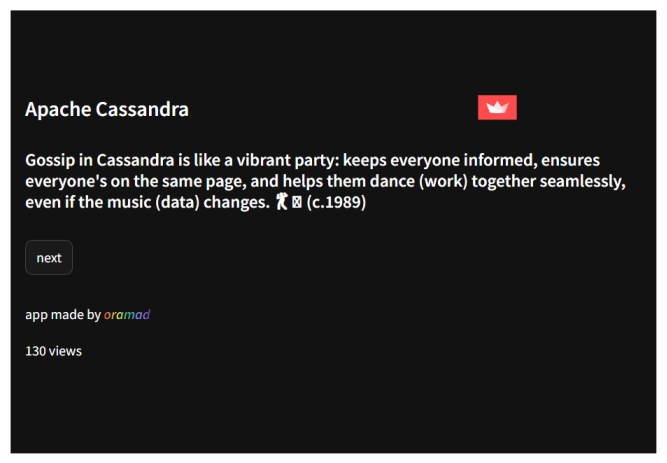 Apache Cassandra
Gossip in Cassandra is like a vibrant party: keeps everyone informed, ensures
everyone's on the same page, and helps them dance (work) together seamlessly,
even if the music (data) changes. 🕺 (c.1989)
next
app made by oramad
130 views